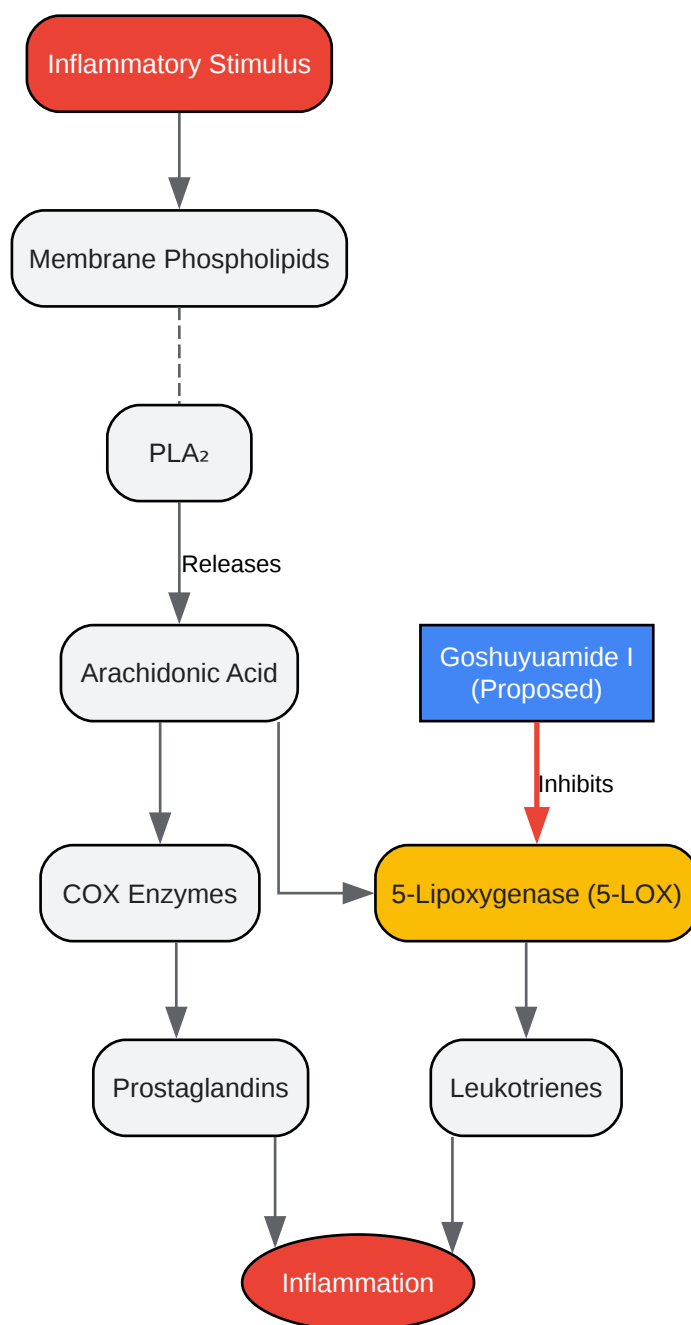 Inflammatory Stimulus
Membrane Phospholipids
PLA₂
Releases
Arachidonic Acid
Goshuyuamide I
(Proposed)
Inhibits
COX Enzymes
5-Lipoxygenase (5-LOX)
Prostaglandins
Leukotrienes
Inflammation